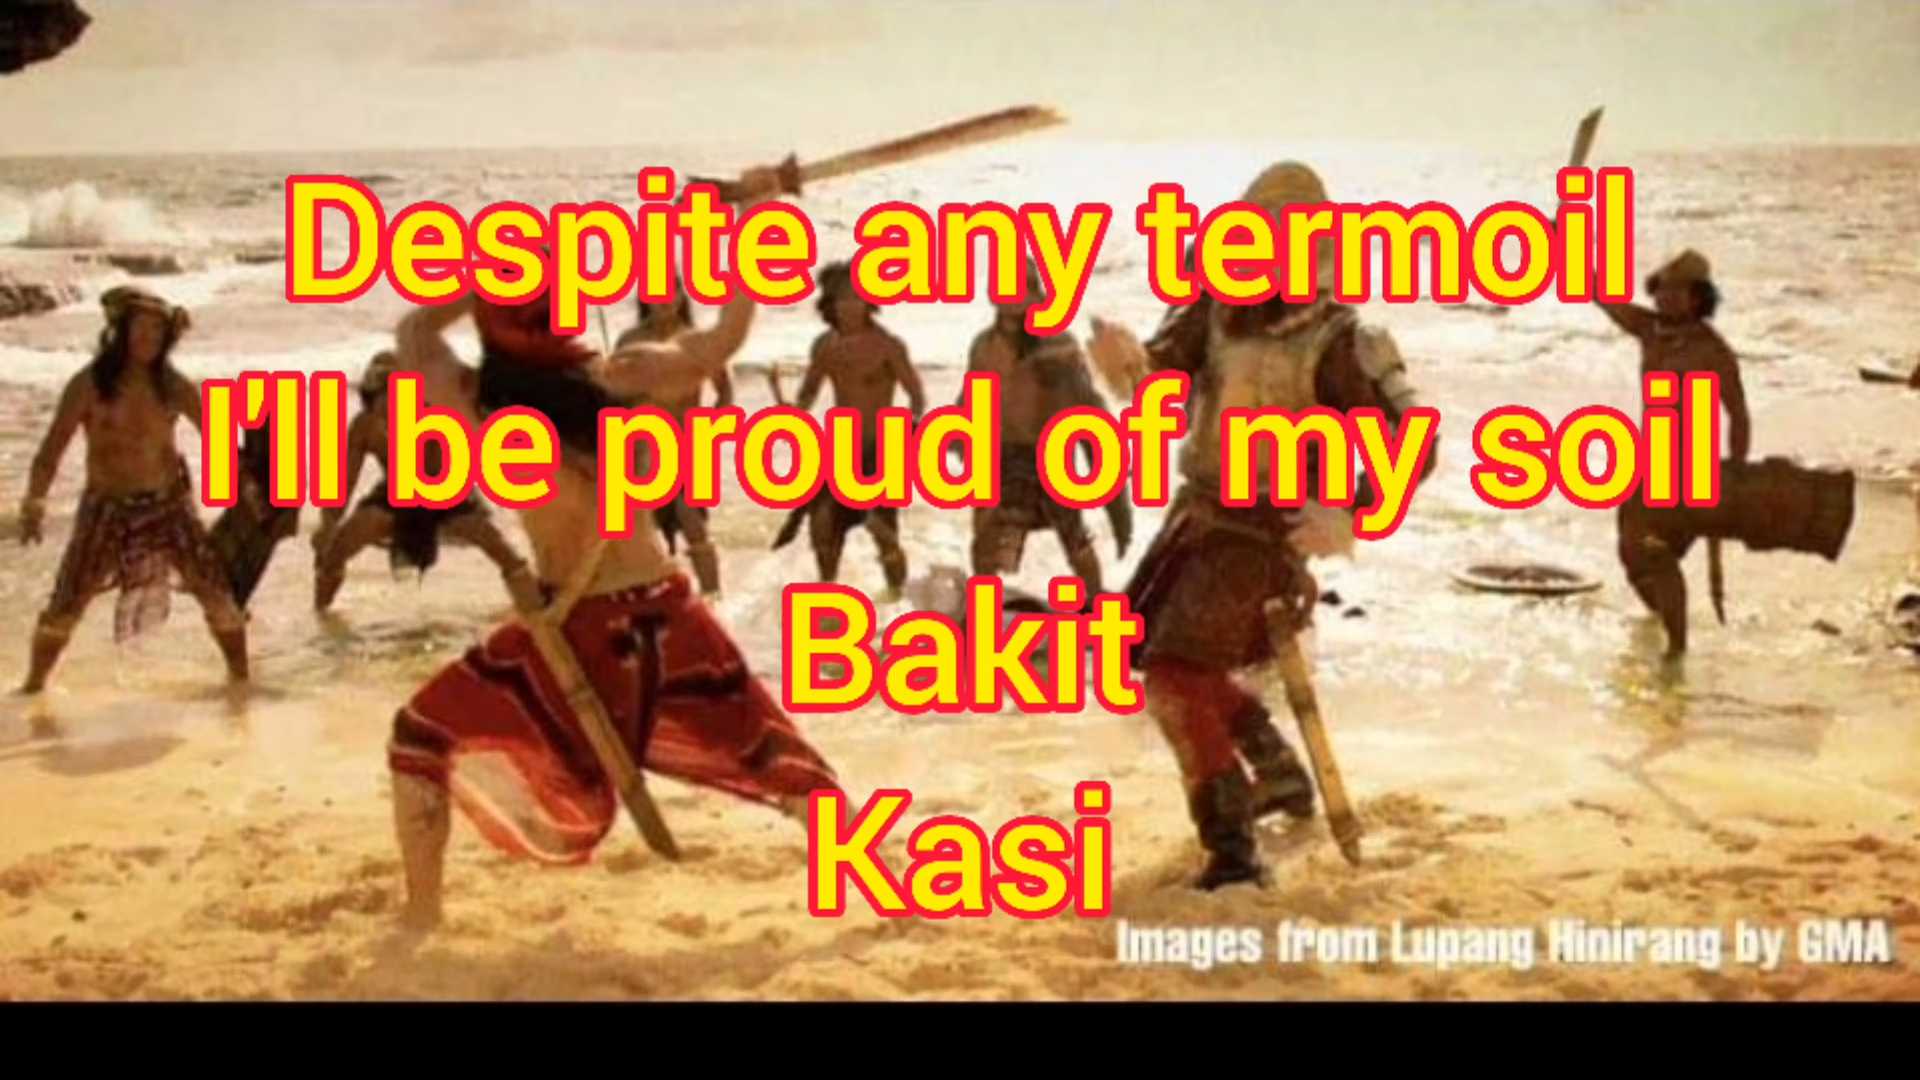 Despite any termoil
I'll be proud of my soil
Bakit
Kasi
Images from Lupang Hinirang by GMA